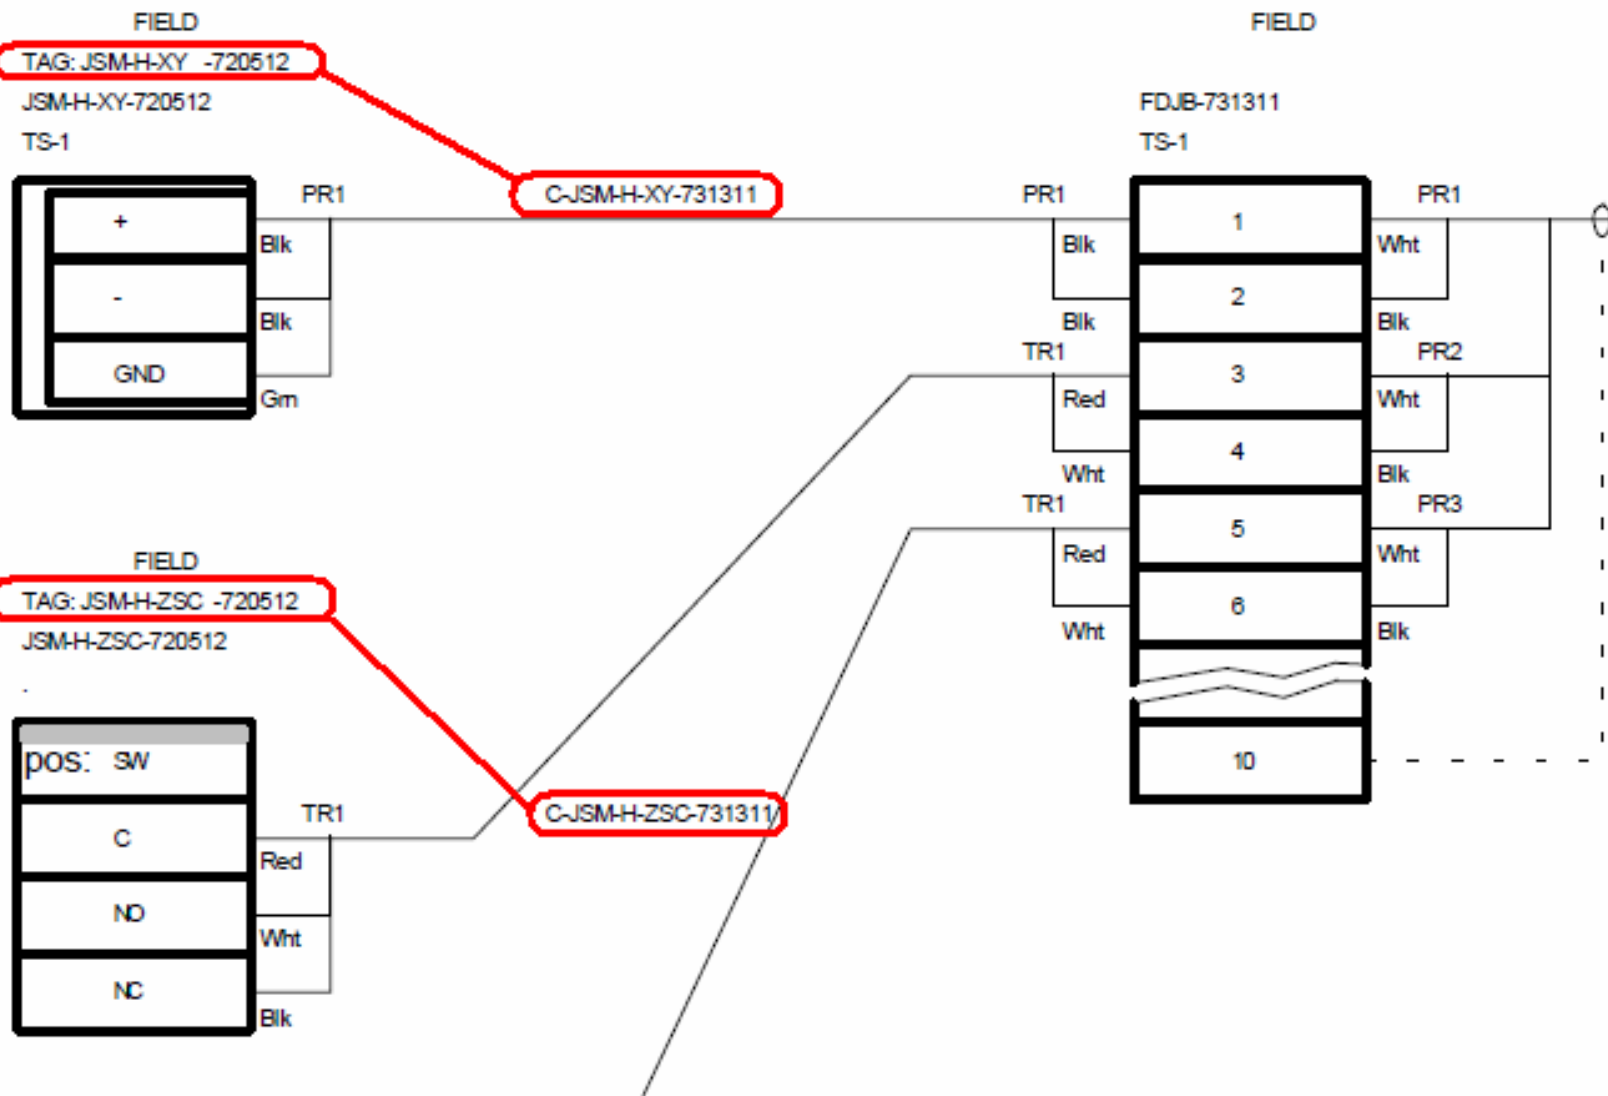 FIELD
TAG: JSM-H-XY -720512
JSM-H-XY-720512
TS-1
+
-
GND
PR1
Blk
Blk
Grn
C-JSM-H-XY-731311
FIELD
TAG: JSM-H-ZSC -720512
JSM-H-ZSC-720512
.
pos: SW
C
NO
NC
TR1
Red
Wht
Blk
C-JSM-H-ZSC-731311
FIELD
FDJB-731311
TS-1
PR1
Blk
Blk
TR1
Red
Wht
TR1
Red
Wht
1
2
3
4
5
6
10
PR1
Wht
Blk
PR2
Wht
Blk
PR3
Wht
Blk